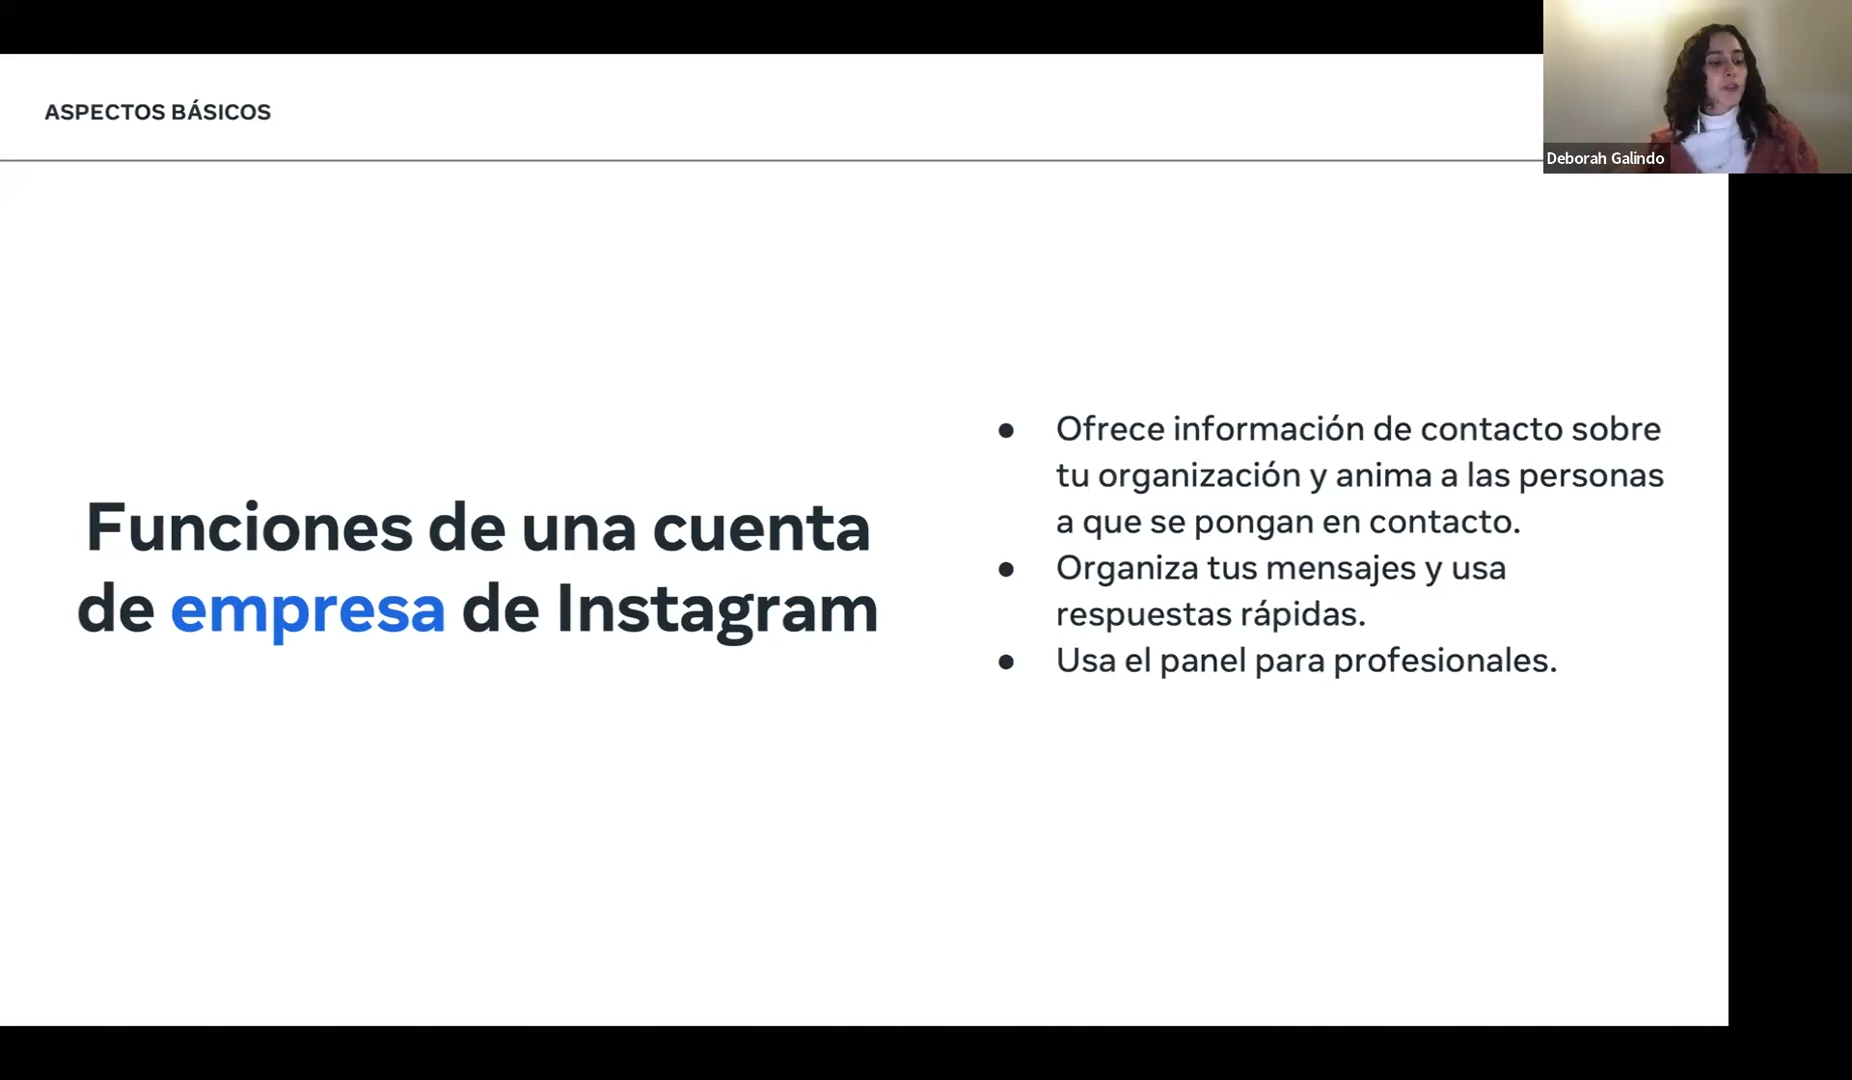 ASPECTOS BÁSICOS
Deborah Galindo
Funciones de una cuenta
de empresa de Instagram
● Ofrece información de contacto sobre
tu organización y anima a las personas
a que se pongan en contacto.
● Organiza tus mensajes y usa
respuestas rápidas.
● Usa el panel para profesionales.